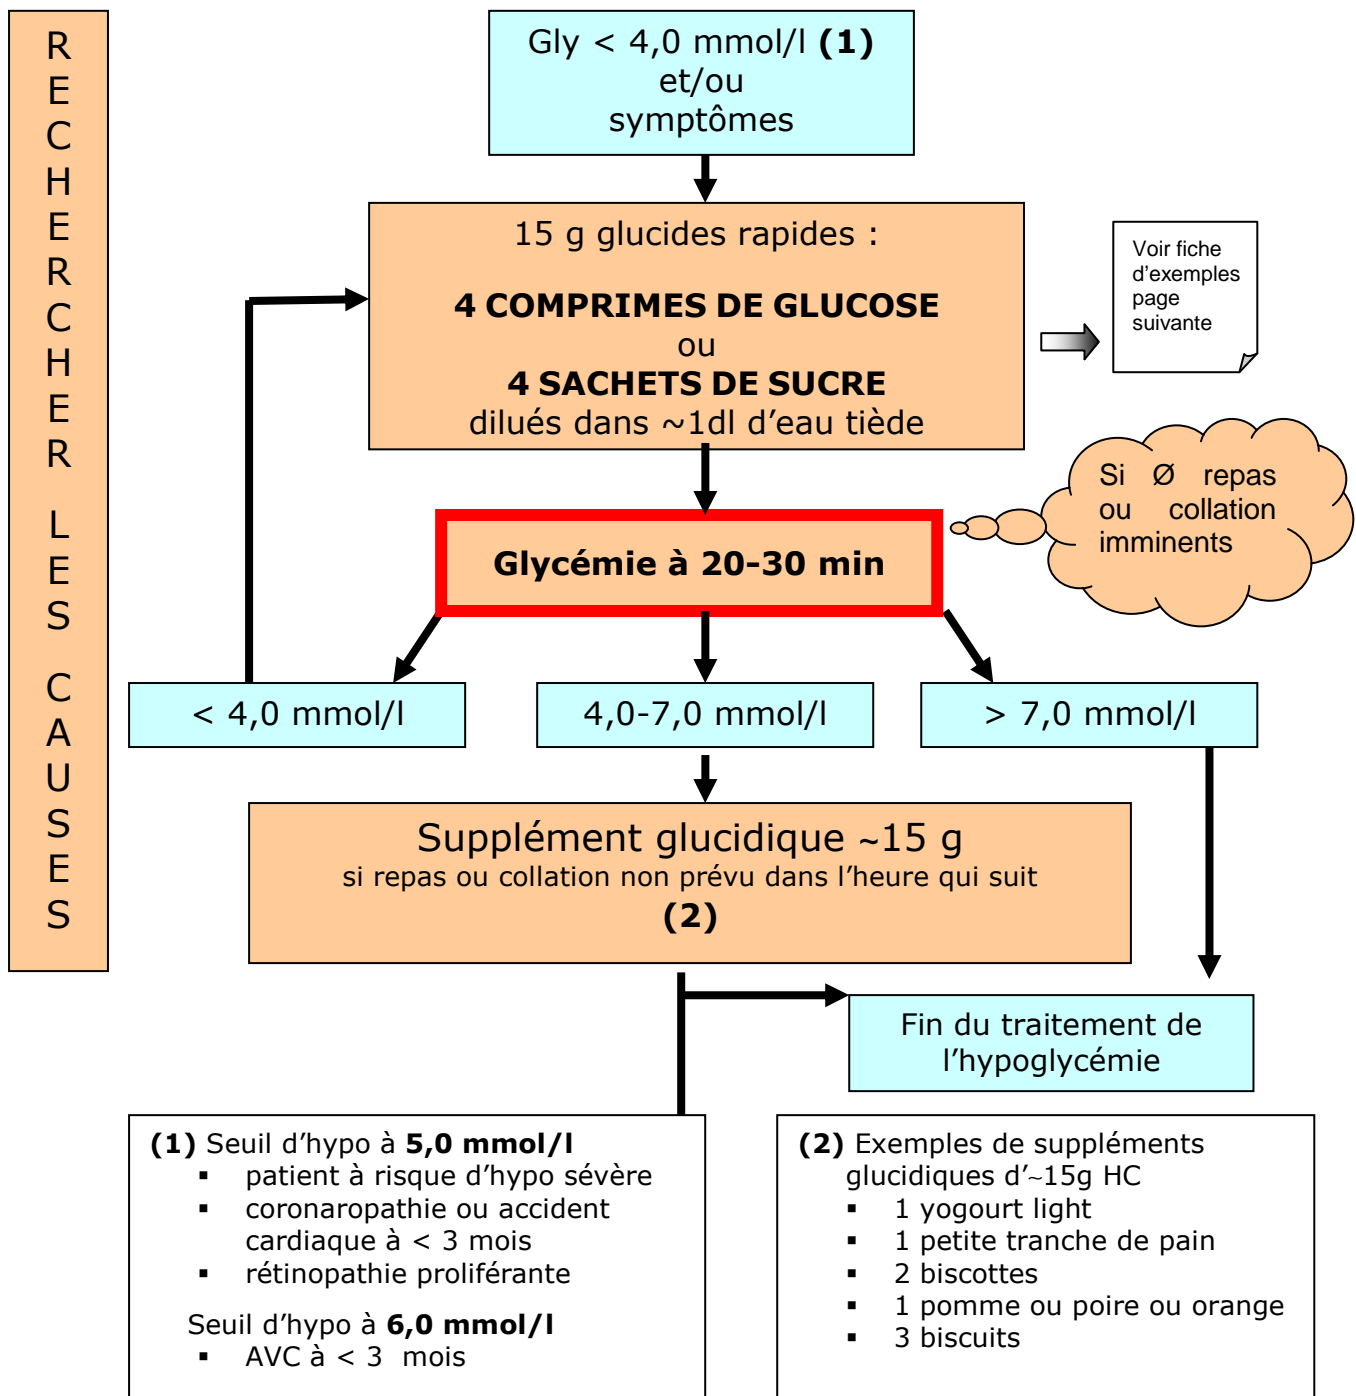 RECHERCHER LES CAUSES
Gly < 4,0 mmol/l (1)
et/ou
symptômes
15 g glucides rapides :
4 COMPRIMES DE GLUCOSE
ou
4 SACHETS DE SUCRE
dilués dans ~1dl d’eau tiède
Voir fiche
d'exemples
page
suivante
Si Ø repas
ou collation
imminents
Glycémie à 20-30 min
< 4,0 mmol/l
4,0-7,0 mmol/l
> 7,0 mmol/l
Supplément glucidique ~15 g
si repas ou collation non prévu dans l’heure qui suit
(2)
Fin du traitement de
l’hypoglycémie
(1) Seuil d’hypo à 5,0 mmol/l
▪ patient à risque d’hypo sévère
▪ coronaropathie ou accident
cardiaque à < 3 mois
▪ rétinopathie proliférante
Seuil d’hypo à 6,0 mmol/l
▪ AVC à < 3 mois
(2) Exemples de suppléments
glucidiques d’~15g HC
▪ 1 yogourt light
▪ 1 petite tranche de pain
▪ 2 biscottes
▪ 1 pomme ou poire ou orange
▪ 3 biscuits